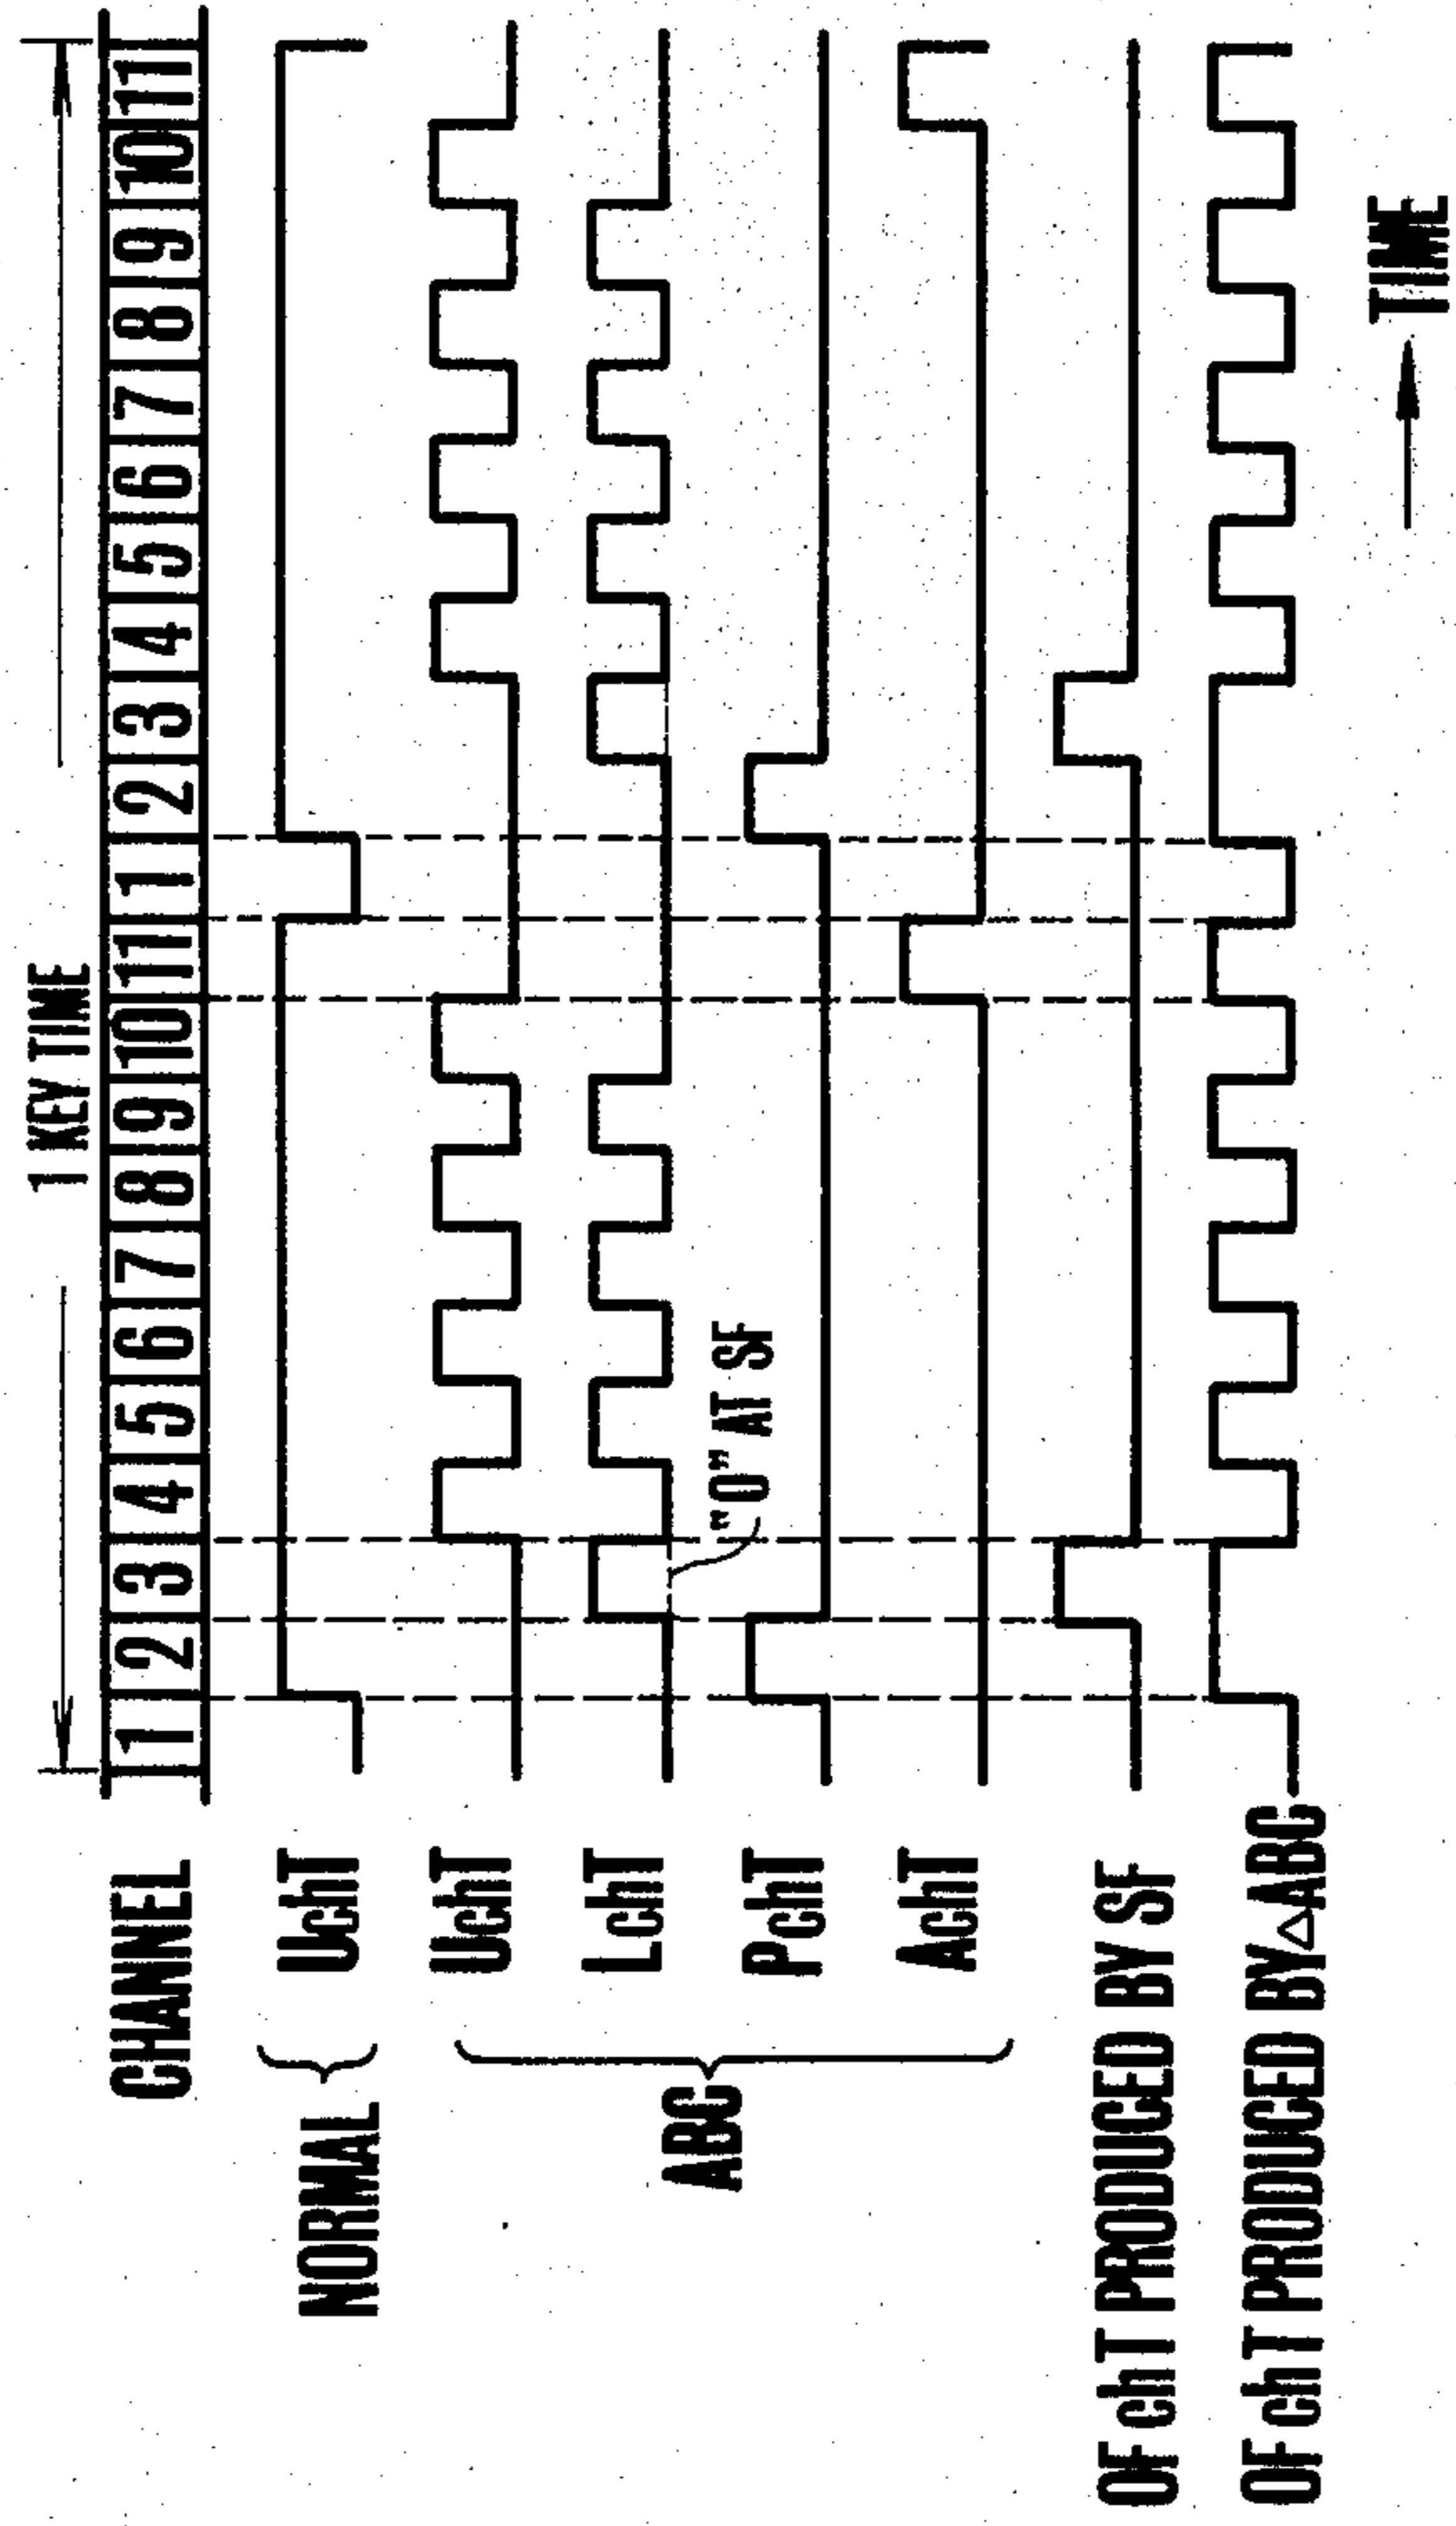 1 KEY TIME
CHANNEL 1 2 3 4 5 6 7 8 9 10 11 1 2 3 4 5 6 7 8 9 10 11
NORMAL
UchT
ABC
UchT
LchT
"0" AT SF
PchT
AchT
OF chT PRODUCED BY SF
OF chT PRODUCED BY △ABC
TIME